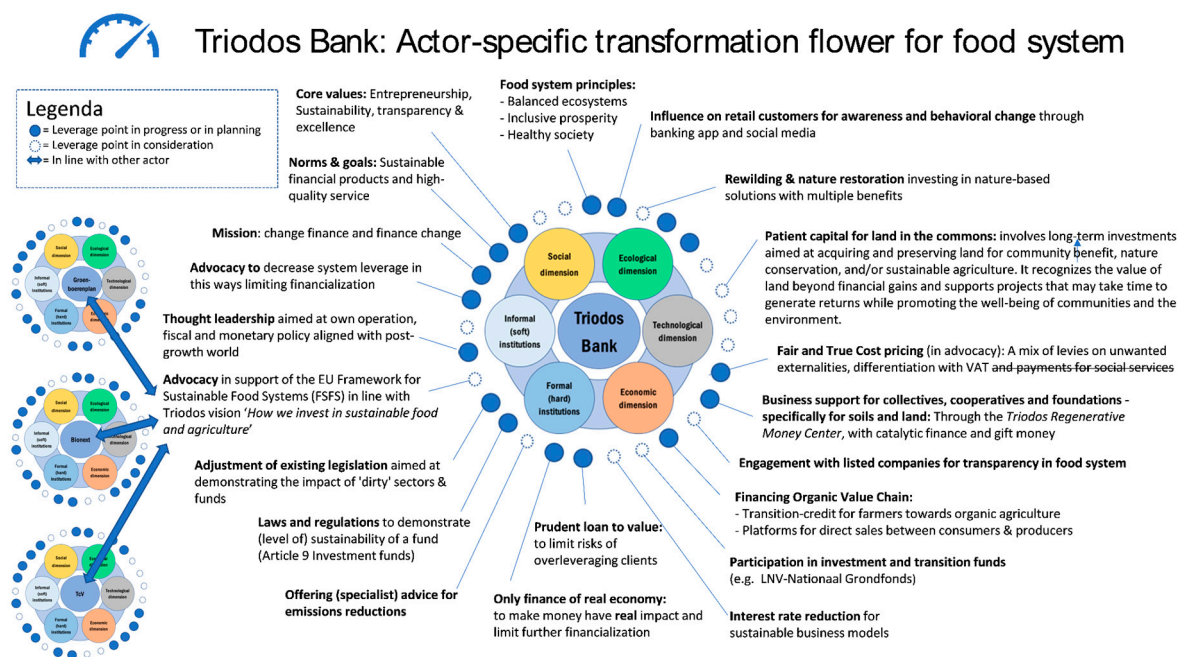 Triodos Bank: Actor-specific transformation flower for food system
Legenda
= Leverage point in progress or in planning
= Leverage point in consideration
= In line with other actor
Core values: Entrepreneurship,
Sustainability, transparency &
excellence
Norms & goals: Sustainable
financial products and high-
quality service
Mission: change finance and finance change
Advocacy to decrease system leverage in
this ways limiting financialization
Thought leadership aimed at own operation,
fiscal and monetary policy aligned with post-
growth world
Advocacy in support of the EU Framework for
Sustainable Food Systems (FSFS) in line with
Triodos vision ‘How we invest in sustainable food
and agriculture’
Adjustment of existing legislation aimed at
demonstrating the impact of 'dirty' sectors &
funds
Laws and regulations to demonstrate
(level of) sustainability of a fund
(Article 9 Investment funds)
Offering (specialist) advice for
emissions reductions
Food system principles:
- Balanced ecosystems
- Inclusive prosperity
- Healthy society
Influence on retail customers for awareness and behavioral change through
banking app and social media
Rewilding & nature restoration investing in nature-based
solutions with multiple benefits
Patient capital for land in the commons: involves long-term investments
aimed at acquiring and preserving land for community benefit, nature
conservation, and/or sustainable agriculture. It recognizes the value of
land beyond financial gains and supports projects that may take time to
generate returns while promoting the well-being of communities and the
environment.
Fair and True Cost pricing (in advocacy): A mix of levies on unwanted
externalities, differentiation with VAT and payments for social services
Business support for collectives, cooperatives and foundations -
specifically for soils and land: Through the Triodos Regenerative
Money Center, with catalytic finance and gift money
Engagement with listed companies for transparency in food system
Financing Organic Value Chain:
- Transition-credit for farmers towards organic agriculture
- Platforms for direct sales between consumers & producers
Participation in investment and transition funds
(e.g. LNV-Nationaal Grondfonds)
Interest rate reduction for
sustainable business models
Prudent loan to value:
to limit risks of
overleveraging clients
Only finance of real economy:
to make money have real impact and
limit further financialization
Social
dimension
Ecological
dimension
Informal
(soft)
institutions
Triodos
Bank
Technological
dimension
Formal
(hard)
institutions
Economic
dimension
Social
dimension
Ecological
dimension
Informal
(soft)
institutions
Groen-
boerenplan
Technological
dimension
Formal
(hard)
institutions
Social
dimension
Ecological
dimension
Informal
(soft)
institutions
Bionext
dimension
Formal
(hard)
institutions
Economic
dimension
Social
dimension
Informal
(soft)
institutions
TcV
Technological
dimension
Formal
(hard)
institutions
Economic
dimension